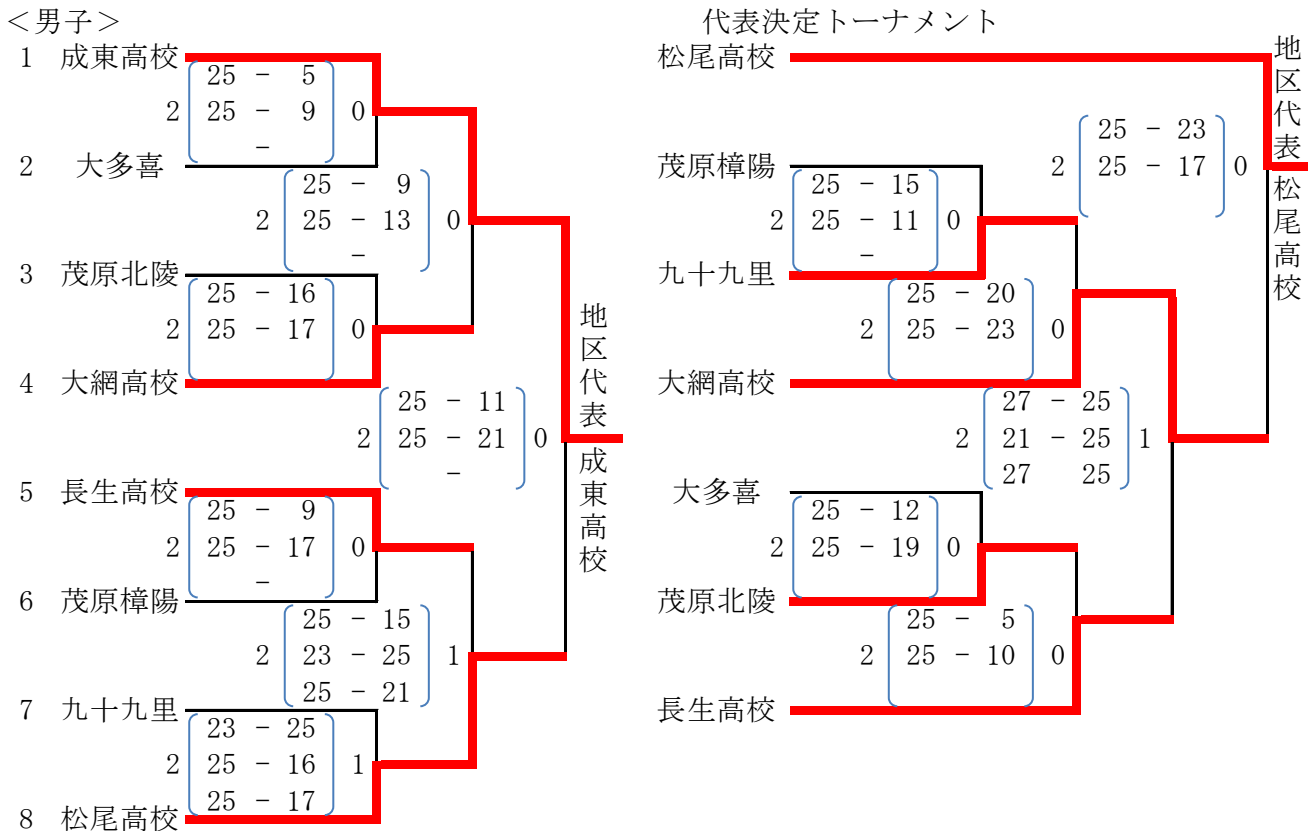 ＜男子＞
1 成東高校
25 － 5
2 25 － 9 0
－
2 大多喜
25 － 9
2 25 － 13 0
－
3 茂原北陵
25 － 16
2 25 － 17 0
4 大網高校
25 － 11
2 25 － 21 0
－
地区代表 成東高校
5 長生高校
25 － 9
2 25 － 17 0
－
6 茂原樟陽
25 － 15
2 23 － 25 1
25 － 21
7 九十九里
23 － 25
2 25 － 16 1
25 － 17
8 松尾高校
代表決定トーナメント
松尾高校
25 － 23
2 25 － 17 0
地区代表 松尾高校
茂原樟陽
25 － 15
2 25 － 11 0
－
九十九里
25 － 20
2 25 － 23 0
大網高校
27 － 25
2 21 － 25 1
27 25
大多喜
25 － 12
2 25 － 19 0
茂原北陵
25 － 5
2 25 － 10 0
長生高校